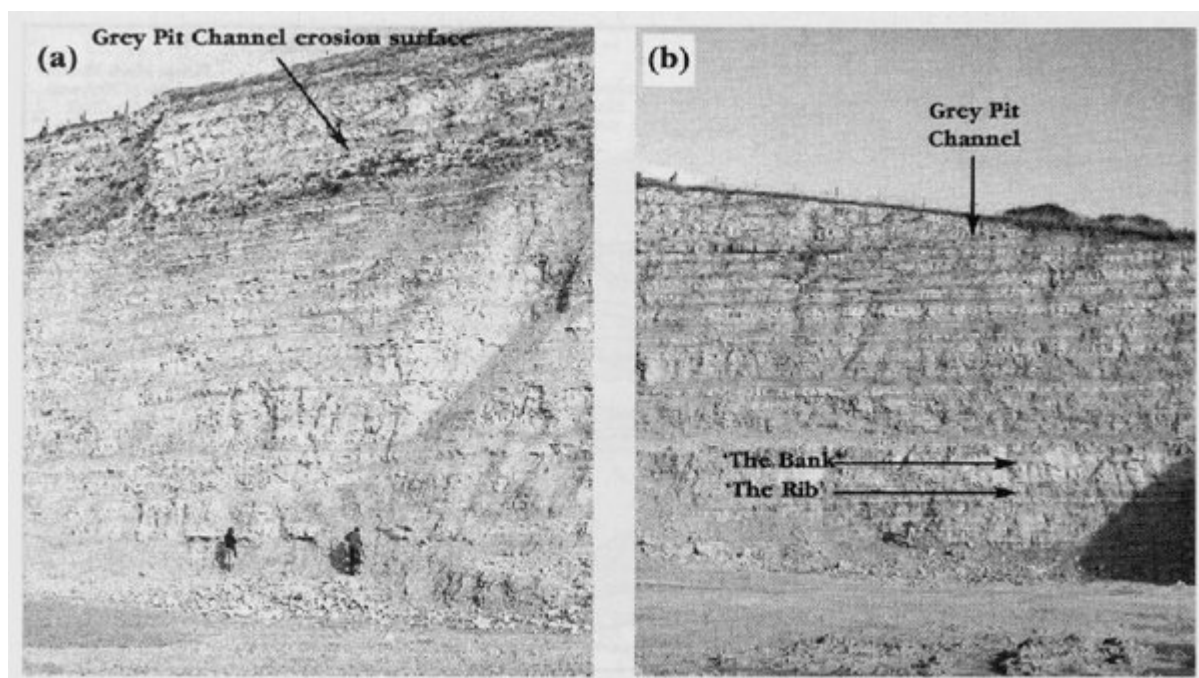 (a)
Grey Pit Channel erosion surface
(b)
Grey Pit
Channel
'The Bank'
'The Rib'